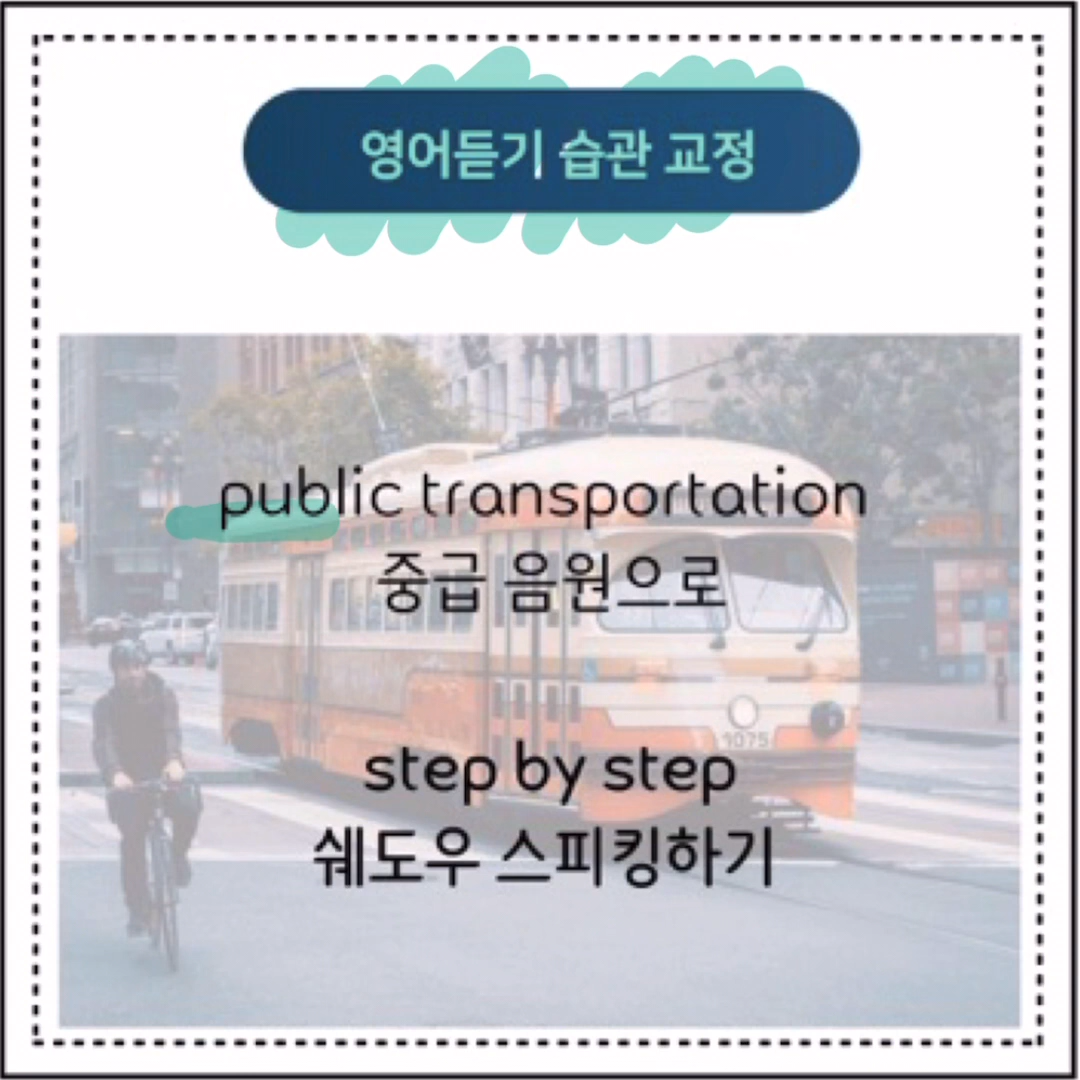 영어듣기 습관 교정
public transportation
중급 음원으로
step by step
쉐도우 스피킹하기
1075